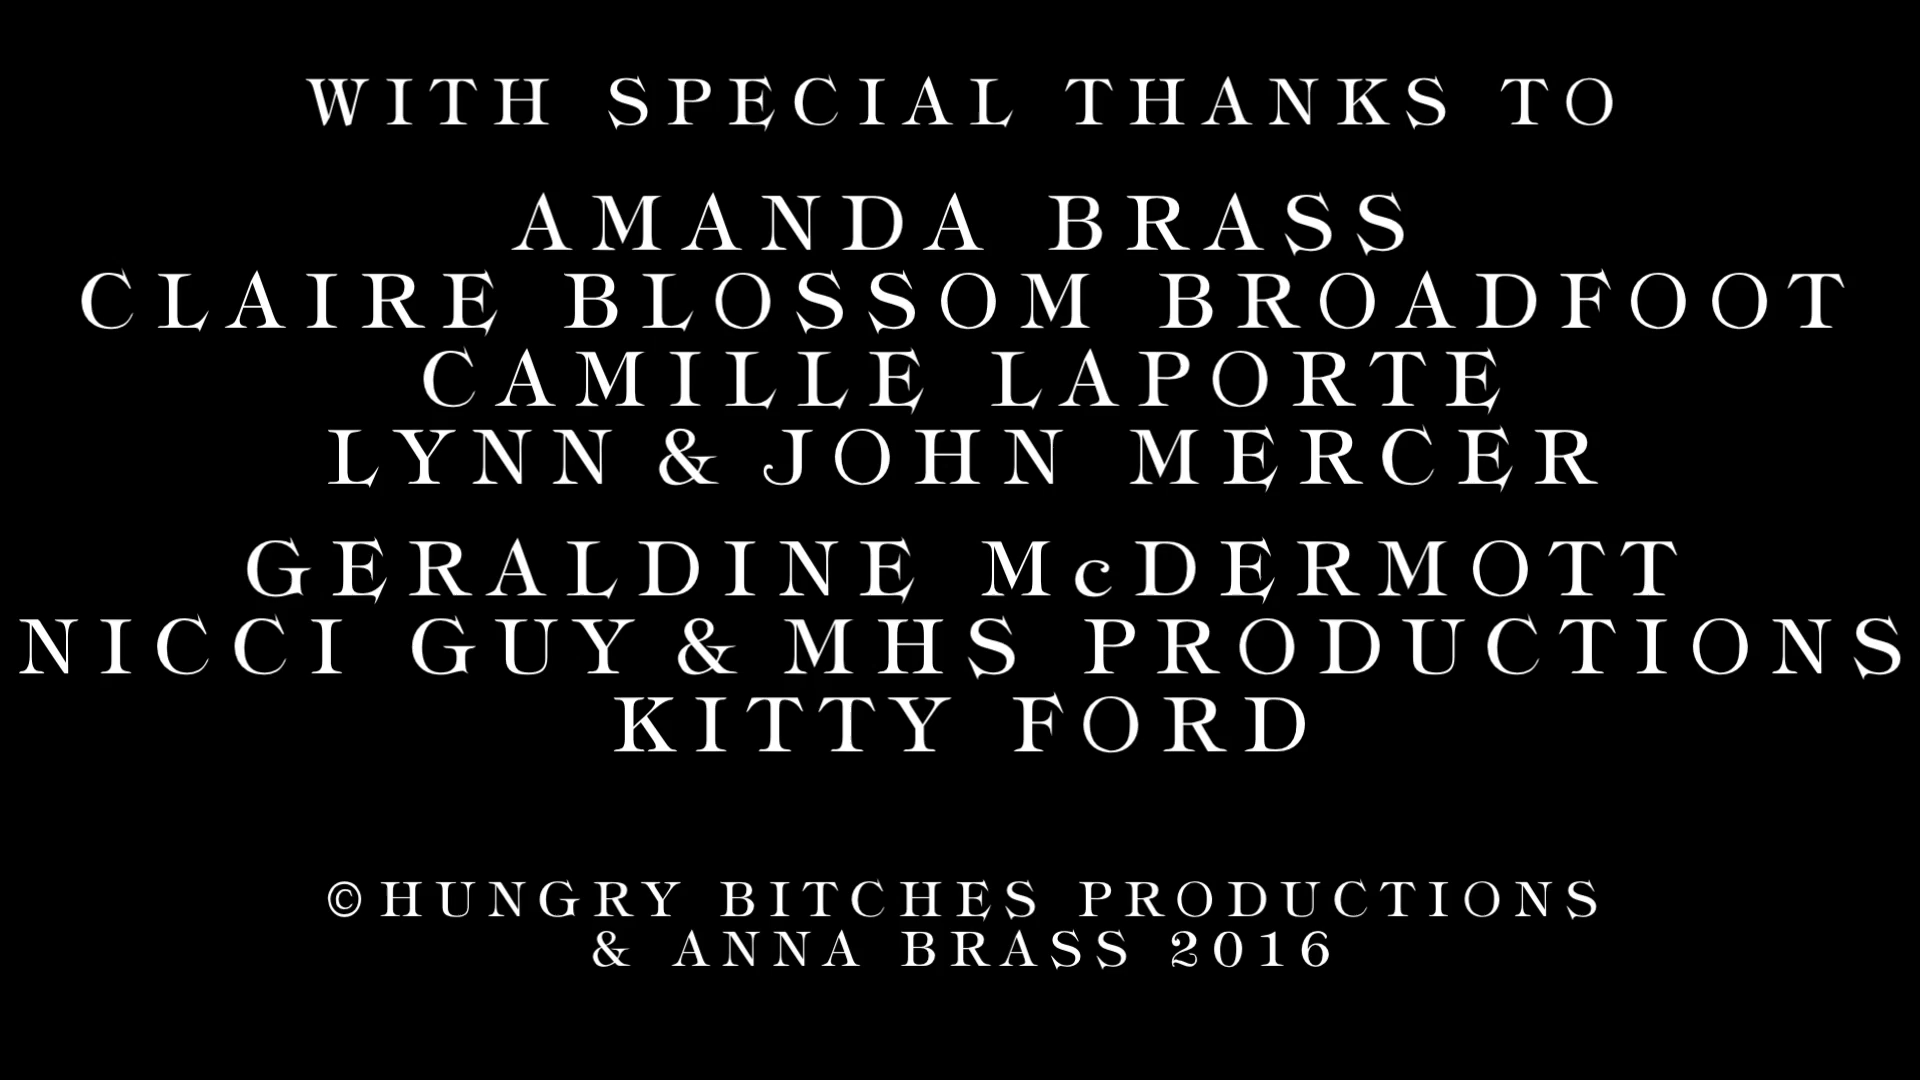 WITH SPECIAL THANKS TO
AMANDA BRASS
CLAIRE BLOSSOM BROADFOOT
CAMILLE LAPORTE
LYNN & JOHN MERCER
GERALDINE McDERMOTT
NICCI GUY & MHS PRODUCTIONS
KITTY FORD
©HUNGRY BITCHES PRODUCTIONS
& ANNA BRASS 2016